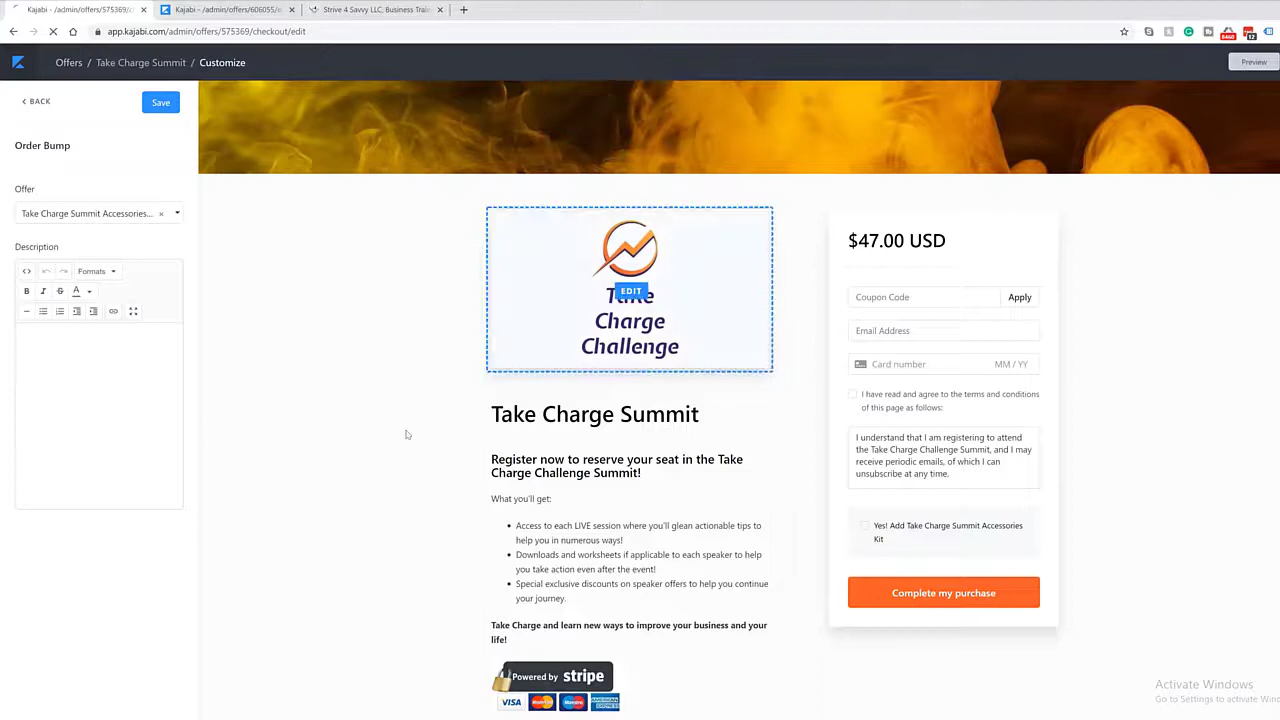 Kajabi - /admin/offers/575369/c
Kajabi - /admin/offers/606055/e
Strive 4 Savvy LLC, Business Train
app.kajabi.com/admin/offers/575369/checkout/edit
Offers / Take Charge Summit / Customize
Preview
BACK
Save
Order Bump
Offer
Take Charge Summit Accessories...
Description
Formats
B I S A
EDIT
Take
Charge
Challenge
Take Charge Summit
Register now to reserve your seat in the Take
Charge Challenge Summit!
What you'll get:
Access to each LIVE session where you'll glean actionable tips to
help you in numerous ways!
Downloads and worksheets if applicable to each speaker to help
you take action even after the event!
Special exclusive discounts on speaker offers to help you continue
your journey.
Take Charge and learn new ways to improve your business and your
life!
Powered by stripe
VISA MasterCard Maestro AMERICAN EXPRESS
$47.00 USD
Coupon Code Apply
Email Address
Card number MM / YY
I have read and agree to the terms and conditions
of this page as follows:
I understand that I am registering to attend
the Take Charge Challenge Summit, and I may
receive periodic emails, of which I can
unsubscribe at any time.
Yes! Add Take Charge Summit Accessories
Kit
Complete my purchase
Activate Windows
Go to Settings to activate Win